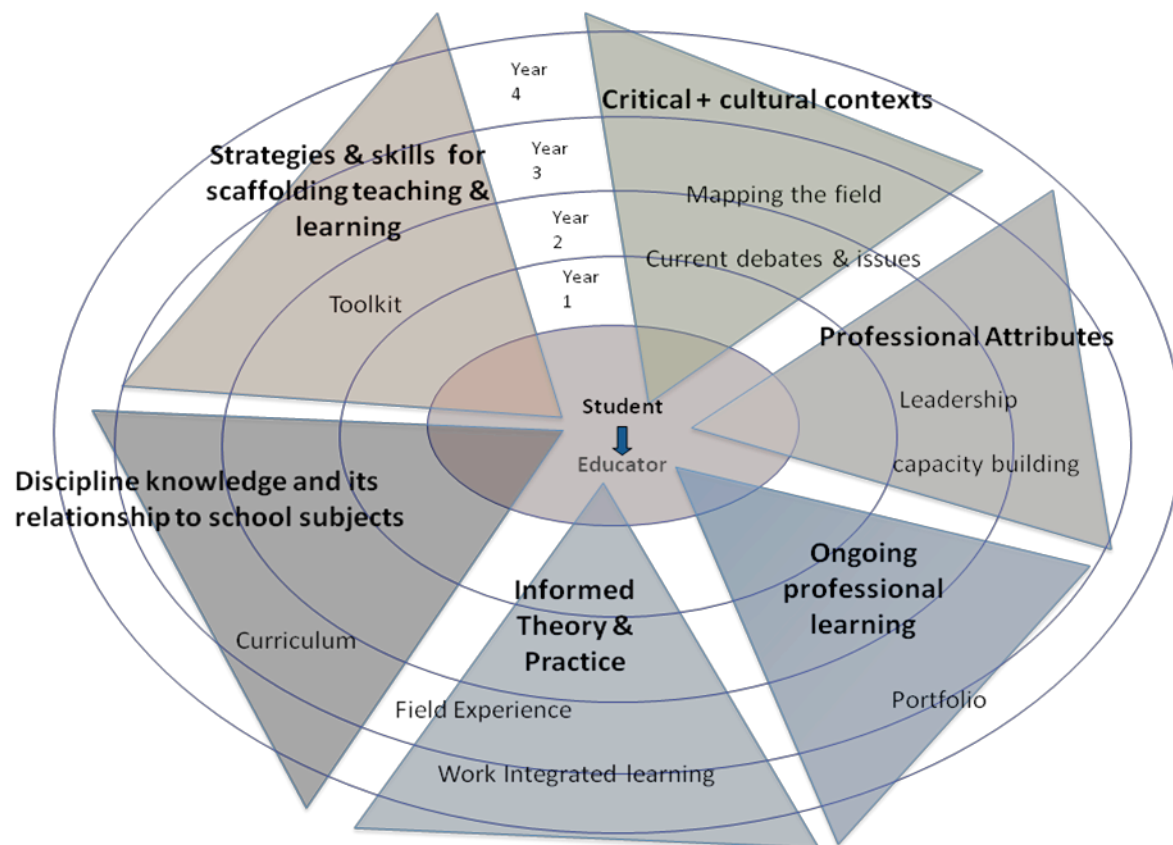 Year
4
Critical + cultural contexts
Strategies & skills for
scaffolding teaching &
learning
Year
3
Mapping the field
Year
2
Current debates & issues
Year
1
Toolkit
Professional Attributes
Leadership
capacity building
Student
Educator
Discipline knowledge and its
relationship to school subjects
Curriculum
Informed
Theory &
Practice
Field Experience
Work Integrated learning
Ongoing
professional
learning
Portfolio